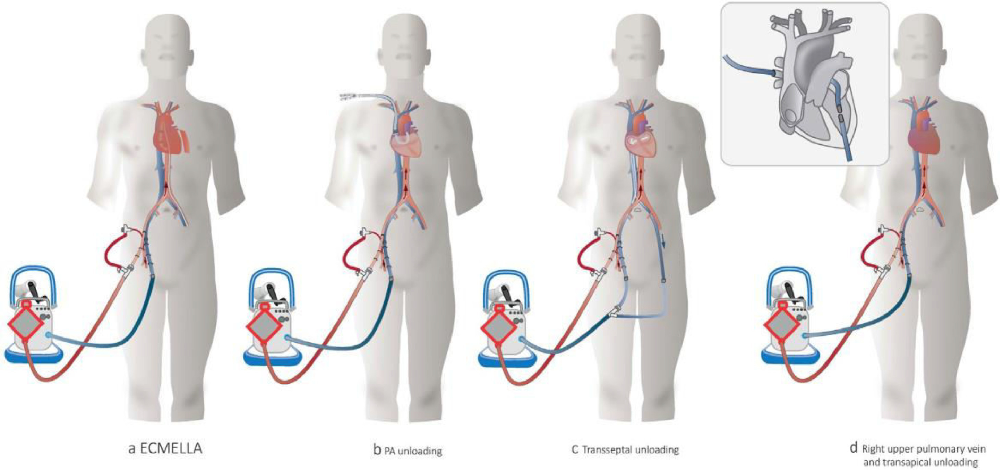 a ECMELLA
b PA unloading
c Transseptal unloading
d Right upper pulmonary vein
and transapical unloading